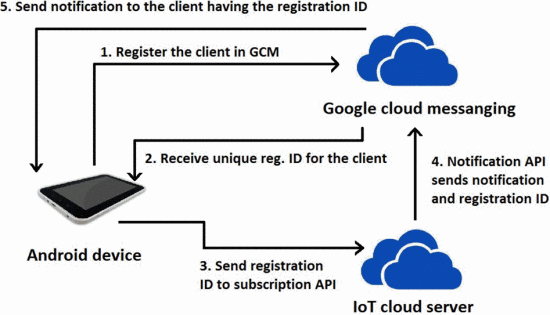 5. Send notification to the client having the registration ID
1. Register the client in GCM
Google cloud messanging
2. Receive unique reg. ID for the client
4. Notification API
sends notification
and registration ID
Android device
3. Send registration
ID to subscription API
IoT cloud server